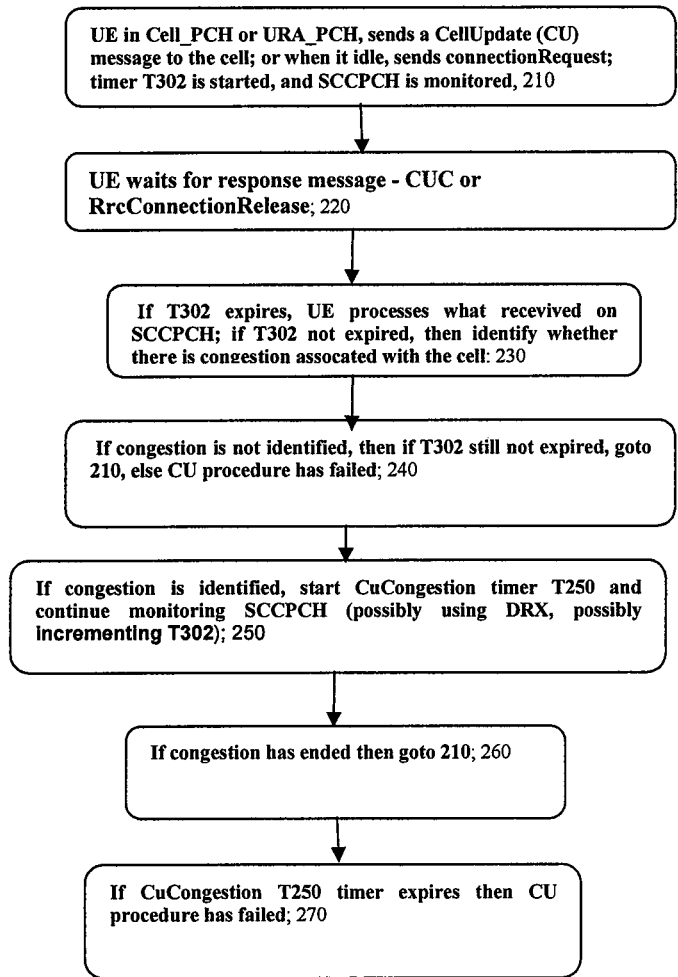 UE in Cell_PCH or URA_PCH, sends a CellUpdate (CU)
message to the cell; or when it idle, sends connectionRequest;
timer T302 is started, and SCCPCH is monitored, 210
UE waits for response message - CUC or
RrcConnectionRelease; 220
If T302 expires, UE processes what recevived on
SCCPCH; if T302 not expired, then identify whether
there is congestion assocated with the cell: 230
If congestion is not identified, then if T302 still not expired, goto
210, else CU procedure has failed; 240
If congestion is identified, start CuCongestion timer T250 and
continue monitoring SCCPCH (possibly using DRX, possibly
incrementing T302); 250
If congestion has ended then goto 210; 260
If CuCongestion T250 timer expires then CU
procedure has failed; 270